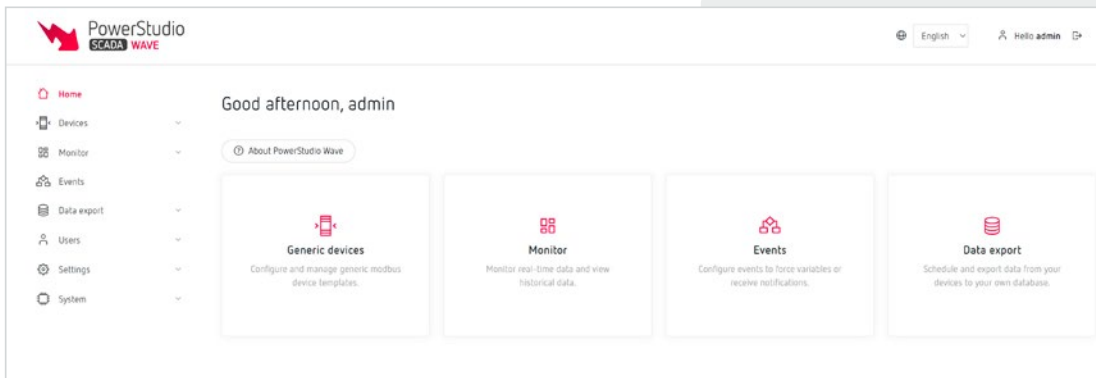 PowerStudio
SCADA WAVE
English
Hello admin
Home
Devices
Monitor
Events
Data export
Users
Settings
System
Good afternoon, admin
About PowerStudio Wave
Generic devices
Configure and manage generic modbus
device templates.
Monitor
Monitor real-time data and view
historical data.
Events
Configure events to force variables or
receive notifications.
Data export
Schedule and export data from your
devices to your own database.